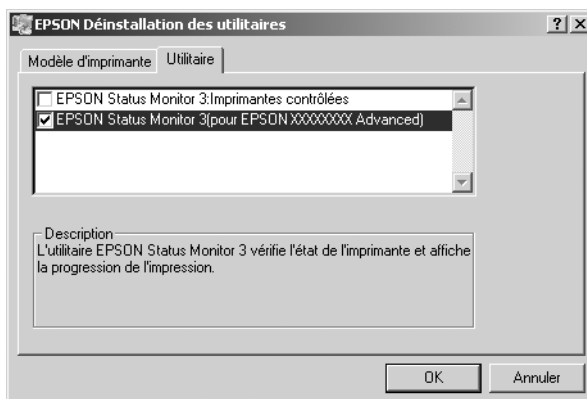 EPSON Déinstallation des utilitaires
Modèle d'imprimante Utilitaire
EPSON Status Monitor 3:Imprimantes contrôlées
EPSON Status Monitor 3(pour EPSON XXXXXXXX Advanced)
Description
L'utilitaire EPSON Status Monitor 3 vérifie l'état de l'imprimante et affiche
la progression de l'impression.
OK Annuler